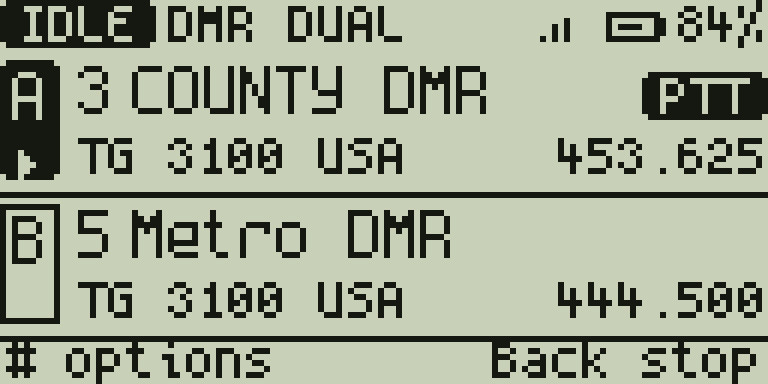 IDLE DMR DUAL 84%
A 3 COUNTY DMR PTT
TG 3100 USA 453.625
B 5 Metro DMR
TG 3100 USA 444.500
# options Back stop